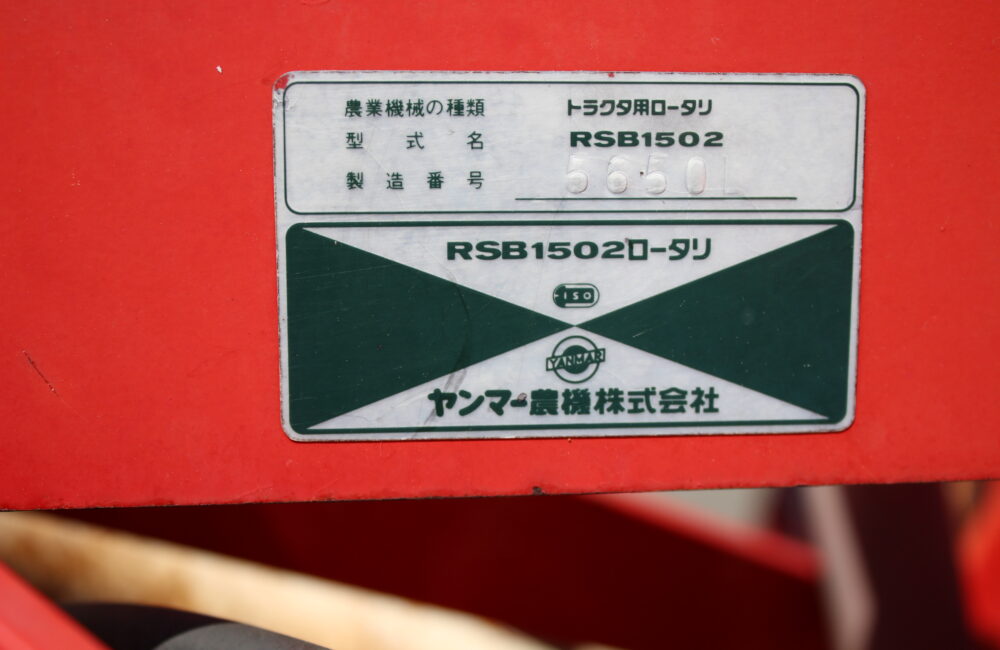 農業機械の種類 トラクタ用ロータリ
型式名 RSB1502
製造番号 5650L
RSB1502ロータリ
ISO
YANMAR
ヤンマー農機株式会社